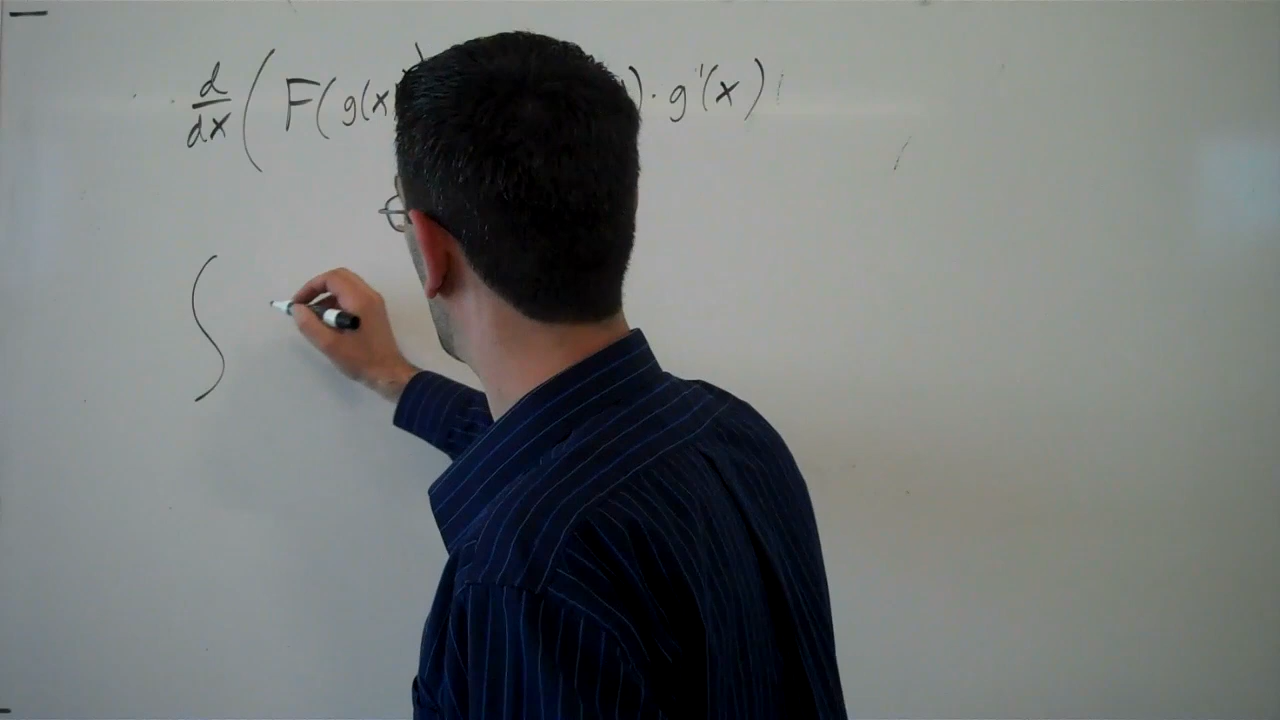 d/dx ( F(g(x) ) · g'(x)
∫